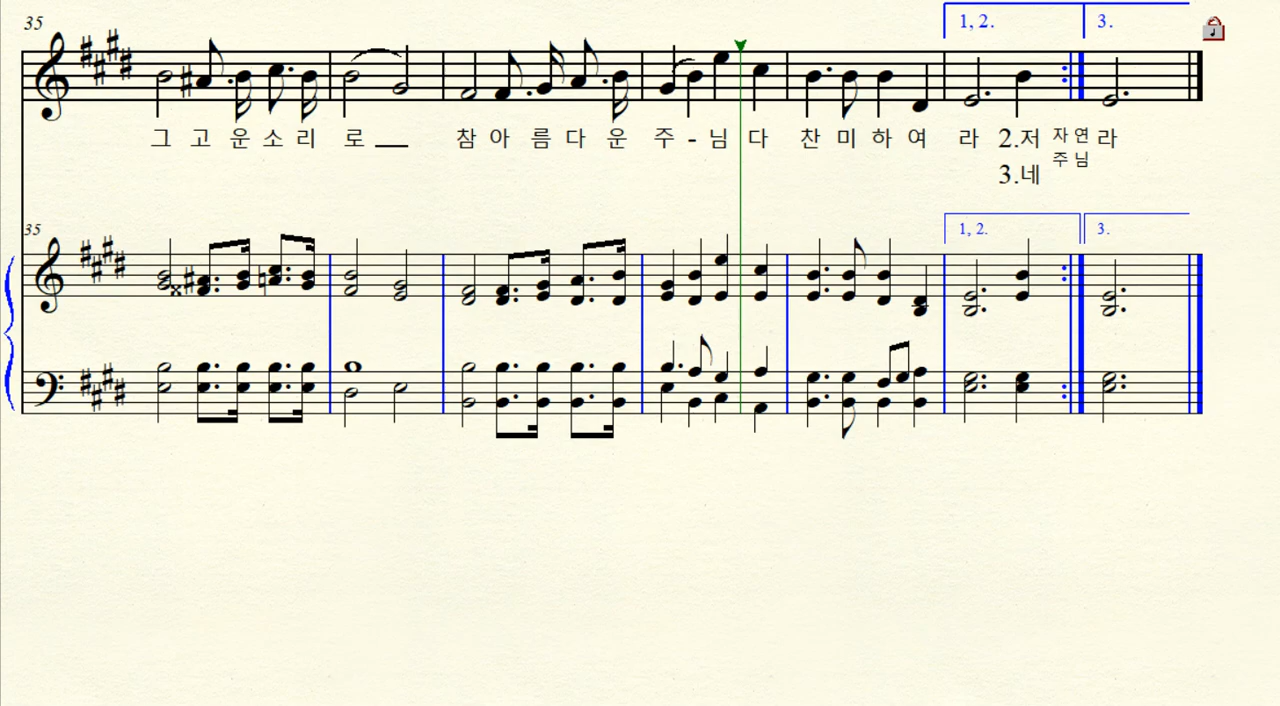 35
1, 2.
3.
그 고 운 소 리 로 참 아 름 다 운 주 - 님 다 찬 미 하 여 라 2.저 자 연 라
주 님
3.네
35
1, 2.
3.